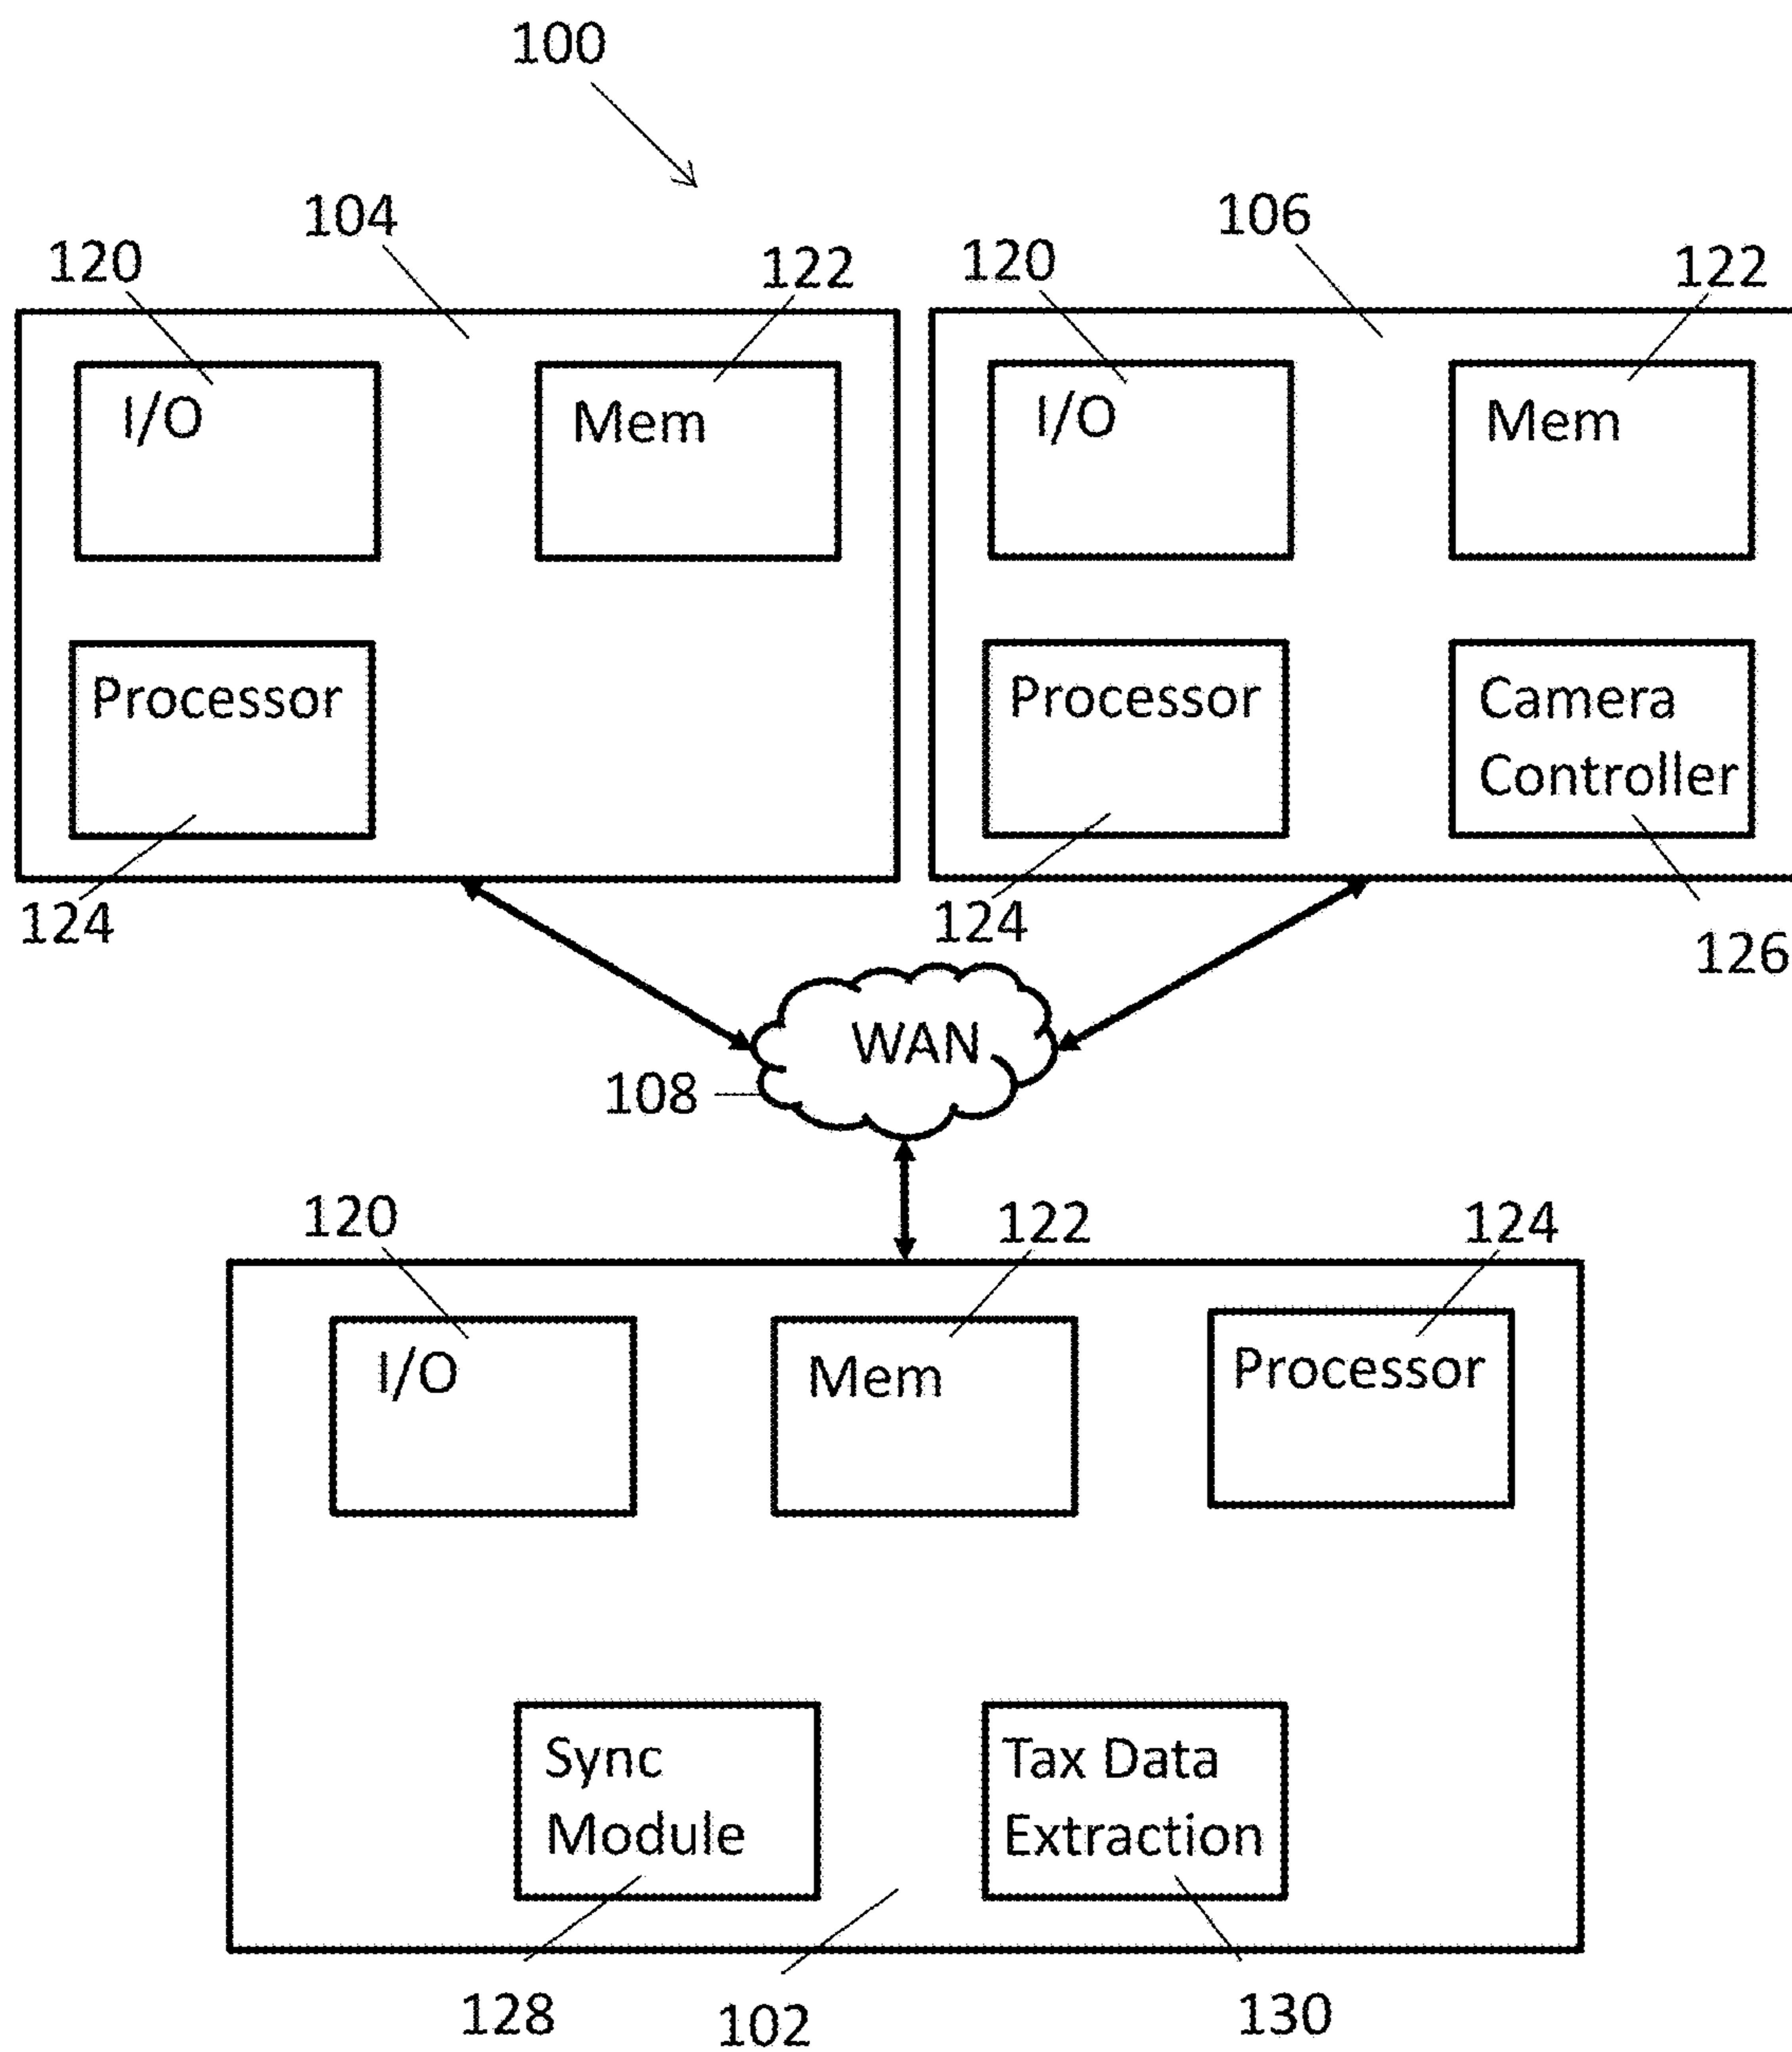 100
104
106
120
122
120
122
I/O
Mem
I/O
Mem
Processor
Processor
Camera
Controller
124
124
126
WAN
108
120
122
124
I/O
Mem
Processor
Sync
Module
Tax Data
Extraction
128
102
130